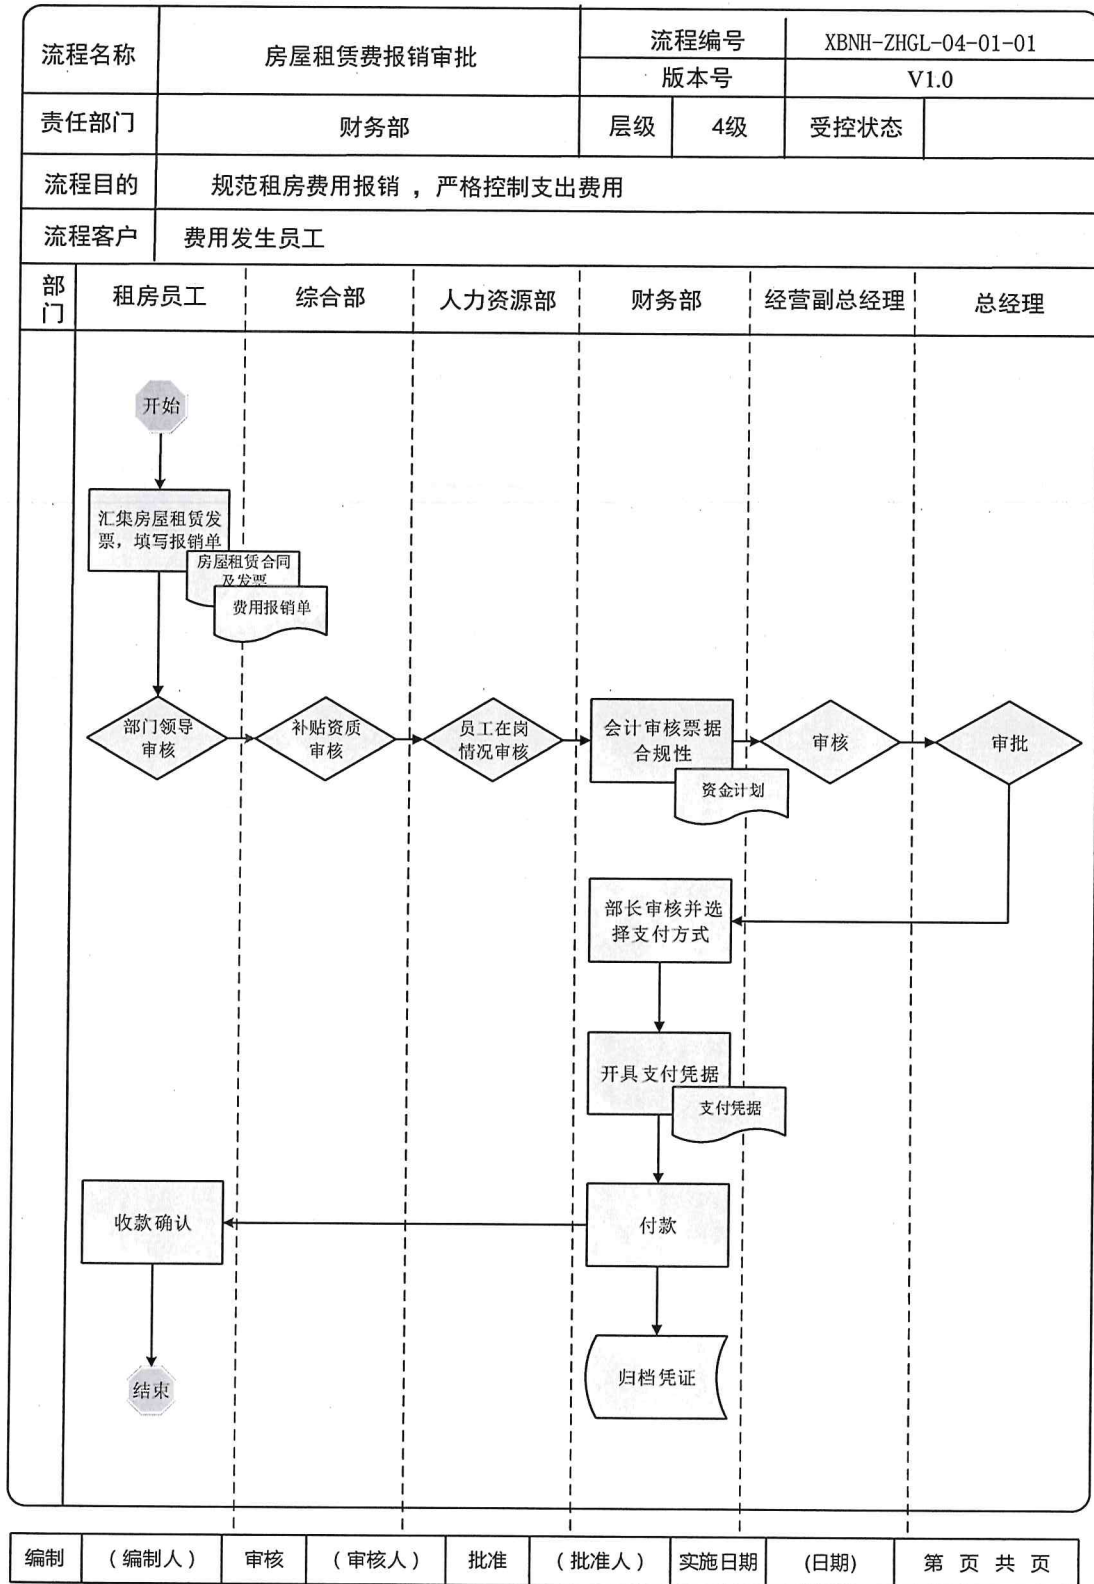 流程名称
房屋租赁费报销审批
流程编号
XBNH-ZHGL-04-01-01
版本号
V1.0
责任部门
财务部
层级
4级
受控状态
流程目的
规范租房费用报销，严格控制支出费用
流程客户
费用发生员工
部门
租房员工
综合部
人力资源部
财务部
经营副总经理
总经理
开始
汇集房屋租赁发
票，填写报销单
房屋租赁合同
及发票
费用报销单
部门领导
审核
补贴资质
审核
员工在岗
情况审核
会计审核票据
合规性
资金计划
审核
审批
部长审核并选
择支付方式
开具支付凭据
支付凭据
收款确认
付款
结束
归档凭证
编制
（编制人）
审核
（审核人）
批准
（批准人）
实施日期
(日期)
第 页 共 页